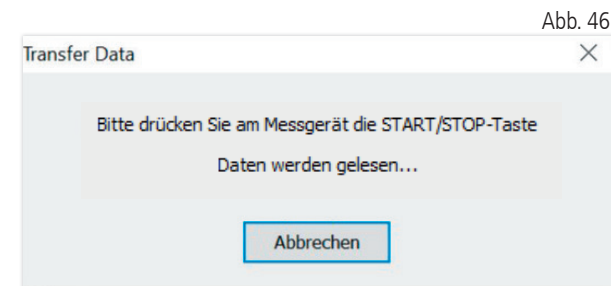 Abb. 46
Transfer Data
Bitte drücken Sie am Messgerät die START/STOP-Taste
Daten werden gelesen...
Abbrechen